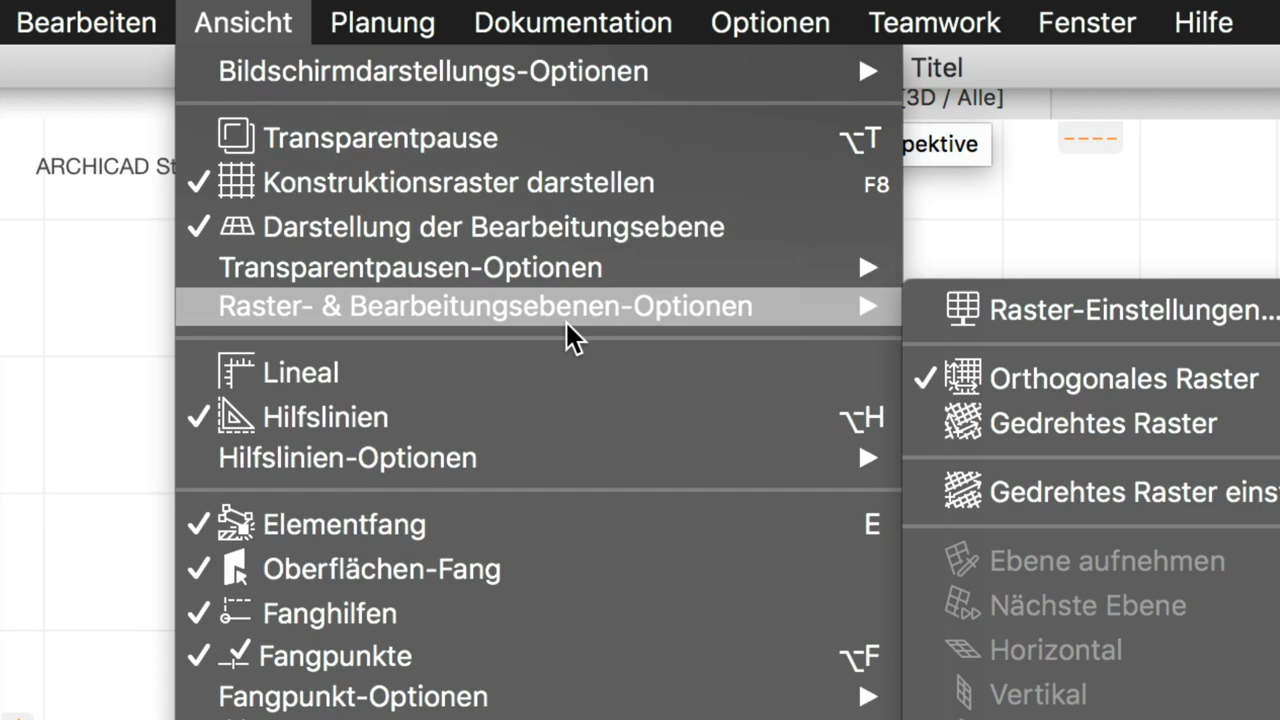 Bearbeiten Ansicht Planung Dokumentation Optionen Teamwork Fenster Hilfe
Titel
[3D / Alle]
pektive
ARCHICAD St
Bildschirmdarstellungs-Optionen ▶
Transparentpause ⌥T
✓ Konstruktionsraster darstellen F8
✓ Darstellung der Bearbeitungsebene
Transparentpausen-Optionen ▶
Raster- & Bearbeitungsebenen-Optionen ▶
Lineal
✓ Hilfslinien ⌥H
Hilfslinien-Optionen ▶
✓ Elementfang E
✓ Oberflächen-Fang
✓ Fanghilfen
✓ Fangpunkte ⌥F
Fangpunkt-Optionen ▶
Raster-Einstellungen...
✓ Orthogonales Raster
Gedrehtes Raster
Gedrehtes Raster eins
Ebene aufnehmen
Nächste Ebene
Horizontal
Vertikal